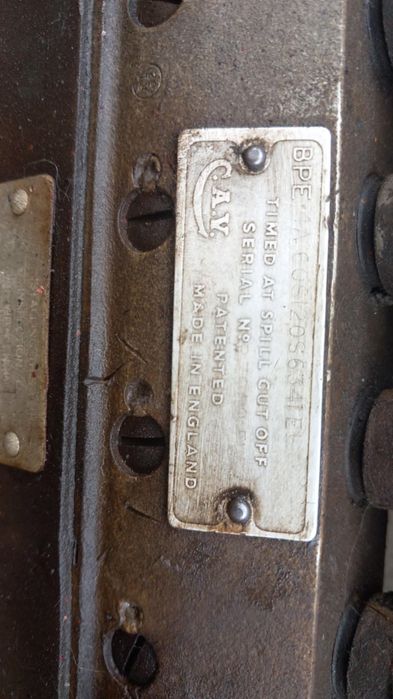 BPE
TIMED AT SPILL CUT OFF
SERIAL Nº.
C.A.V. PATENTED
MADE IN ENGLAND